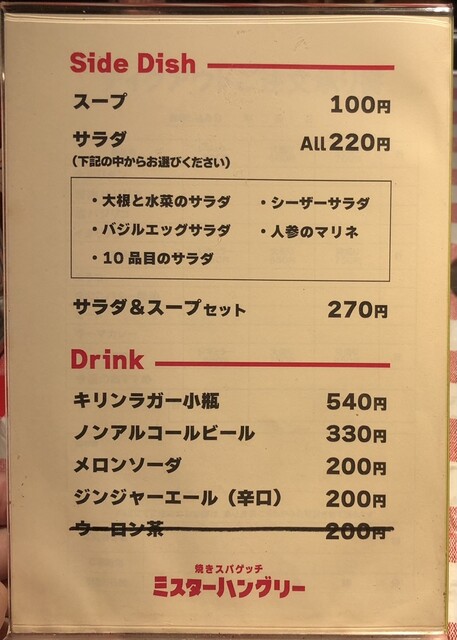 Side Dish
スープ 100円
サラダ All 220円
(下記の中からお選びください)
・大根と水菜のサラダ ・シーザーサラダ
・バジルエッグサラダ ・人参のマリネ
・10品目のサラダ
サラダ&スープセット 270円
Drink
キリンラガー小瓶 540円
ノンアルコールビール 330円
メロンソーダ 200円
ジンジャーエール(辛口) 200円
ウーロン茶 200円
焼きスパゲッチ
ミスターハングリー